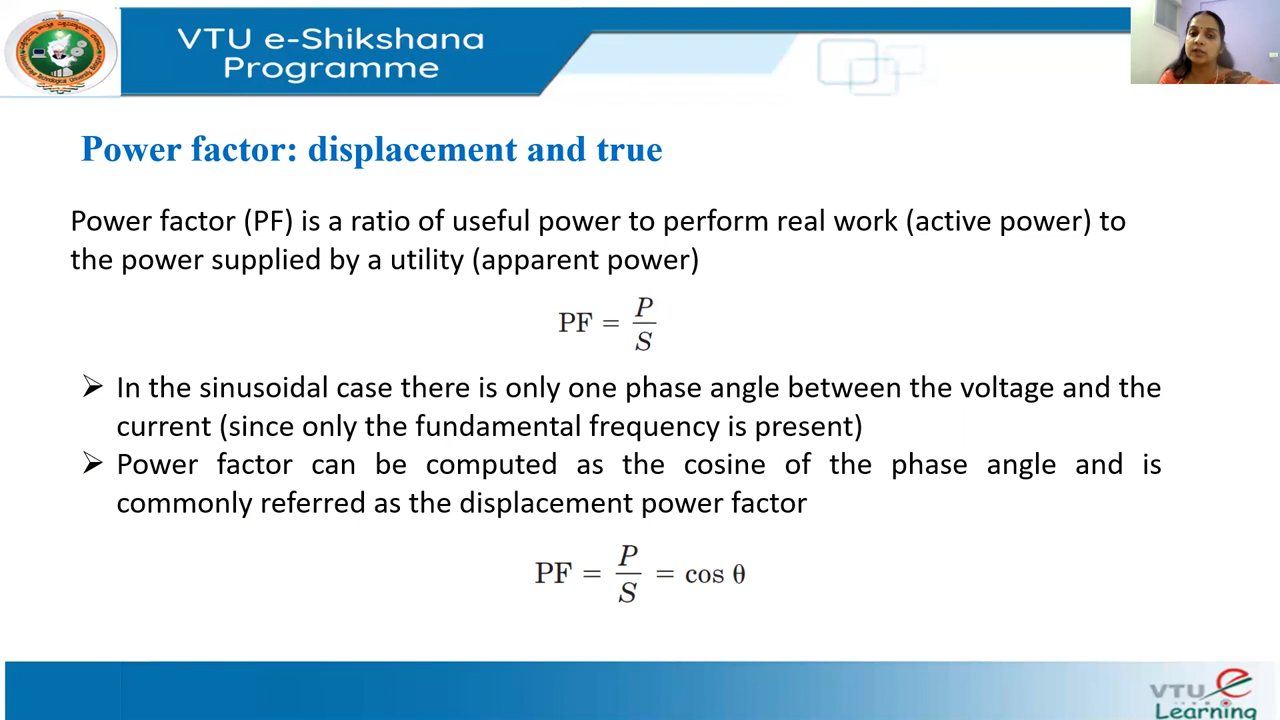 VTU e-Shikshana
Programme
Power factor: displacement and true
Power factor (PF) is a ratio of useful power to perform real work (active power) to
the power supplied by a utility (apparent power)
PF = P/S
➢ In the sinusoidal case there is only one phase angle between the voltage and the
current (since only the fundamental frequency is present)
➢ Power factor can be computed as the cosine of the phase angle and is
commonly referred as the displacement power factor
PF = P/S = cos θ
VTU e
Learning